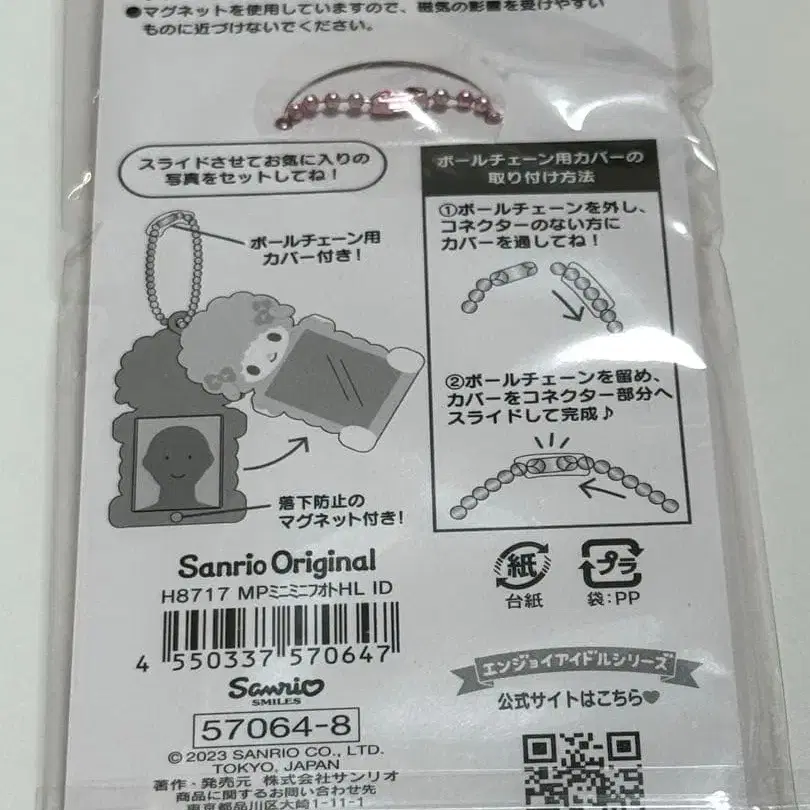 ●マグネットを使用していますので、磁気の影響を受けやすい
ものに近づけないでください。
スライドさせてお気に入りの
写真をセットしてね!
ボールチェーン用
カバー付き!
落下防止の
マグネット付き!
ボールチェーン用カバーの
取り付け方法
①ボールチェーンを外し、
コネクターのない方に
カバーを通してね!
②ボールチェーンを留め、
カバーをコネクター部分へ
スライドして完成♪
Sanrio Original
H8717 MPミニミニフォトHL ID
4 550337 570647
Sanrio
SMILES
57064-8
© 2023 SANRIO CO., LTD.
TOKYO, JAPAN
著作・発売元 株式会社サンリオ
商品に関するお問い合わせ先
東京都品川区大崎1-11-1
紙
台紙
プラ
袋:PP
エンジョイアイドルシリーズ
公式サイトはこちら♥